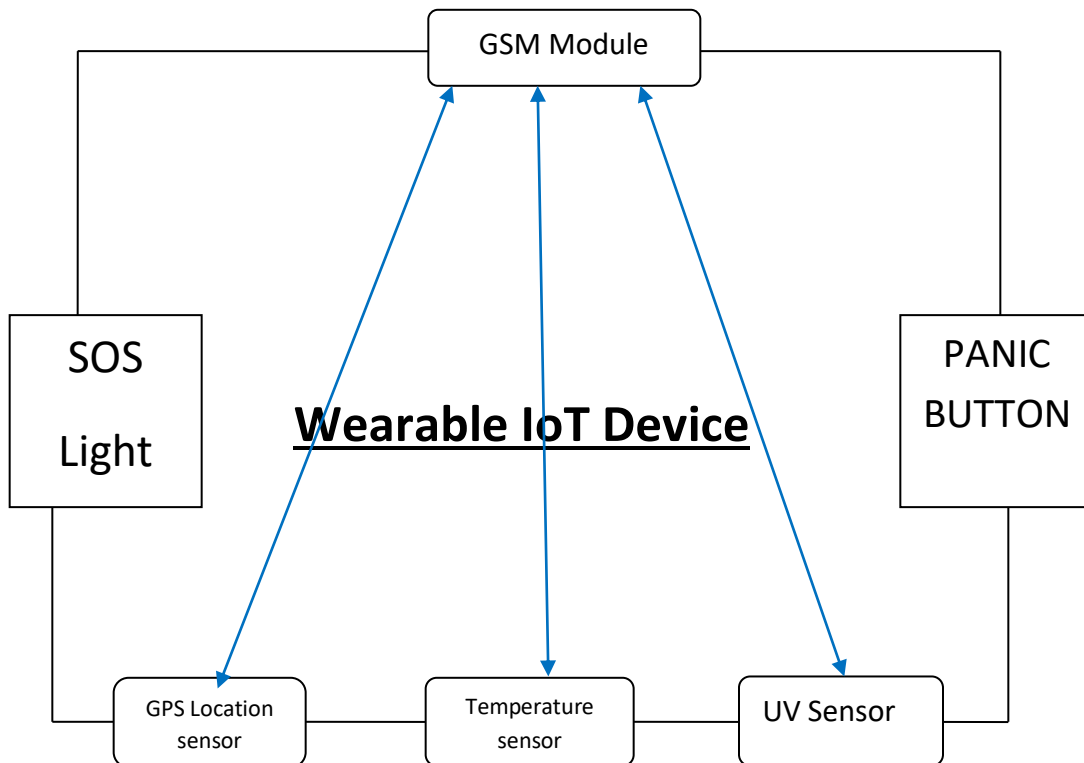 GSM Module
SOS
Light
PANIC
BUTTON
Wearable IoT Device
GPS Location
sensor
Temperature
sensor
UV Sensor